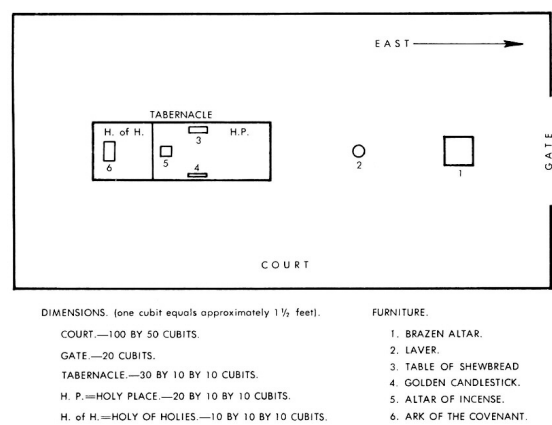 EAST
TABERNACLE
H. of H.
H.P.
3
6
5
4
2
1
GATE
COURT
DIMENSIONS. (one cubit equals approximately 1 1/2 feet).
COURT.—100 BY 50 CUBITS.
GATE.—20 CUBITS.
TABERNACLE.—30 BY 10 BY 10 CUBITS.
H. P.=HOLY PLACE.—20 BY 10 BY 10 CUBITS.
H. of H.=HOLY OF HOLIES.—10 BY 10 BY 10 CUBITS.
FURNITURE.
1. BRAZEN ALTAR.
2. LAVER.
3. TABLE OF SHEWBREAD
4. GOLDEN CANDLESTICK.
5. ALTAR OF INCENSE.
6. ARK OF THE COVENANT.